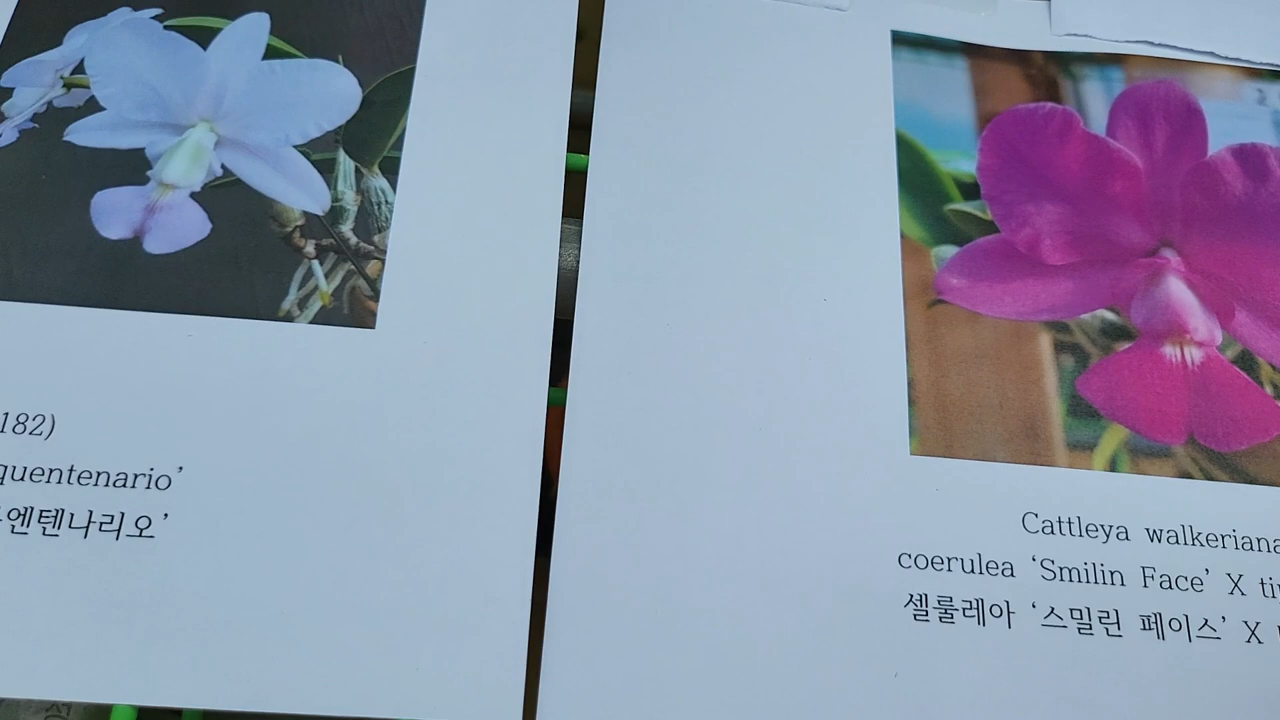 182)
quentenario’
엔텐나리오’
Cattleya walkeriana
coerulea ‘Smilin Face’ X
셀룰레아 ‘스밀린 페이스’ X